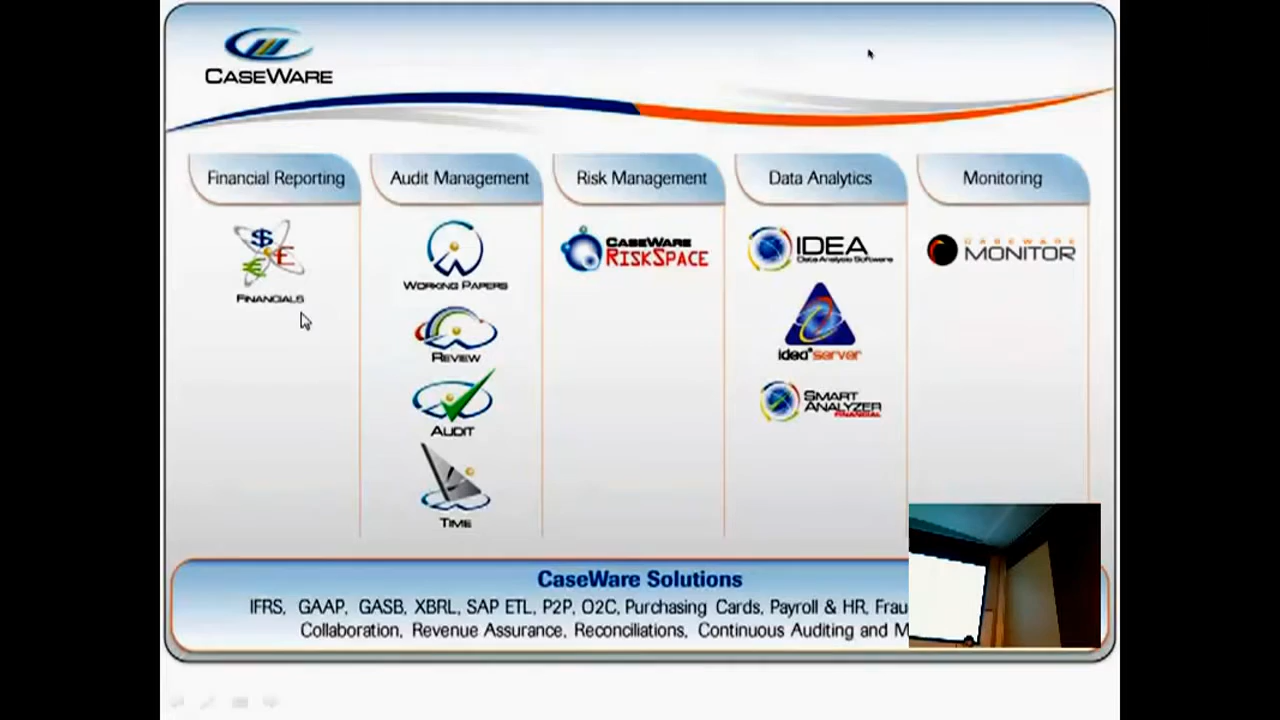 CASEWARE
Financial Reporting
Audit Management
Risk Management
Data Analytics
Monitoring
$
£
€
FINANCIALS
WORKING PAPERS
REVIEW
AUDIT
TIME
CASEWARE
RISKSPACE
IDEA
Data Analysis Software
idea server
SMART
ANALYZER
FINANCIAL
CASEWARE
MONITOR
CaseWare Solutions
IFRS, GAAP, GASB, XBRL, SAP ETL, P2P, O2C, Purchasing Cards, Payroll & HR, Frau
Collaboration, Revenue Assurance, Reconciliations, Continuous Auditing and M